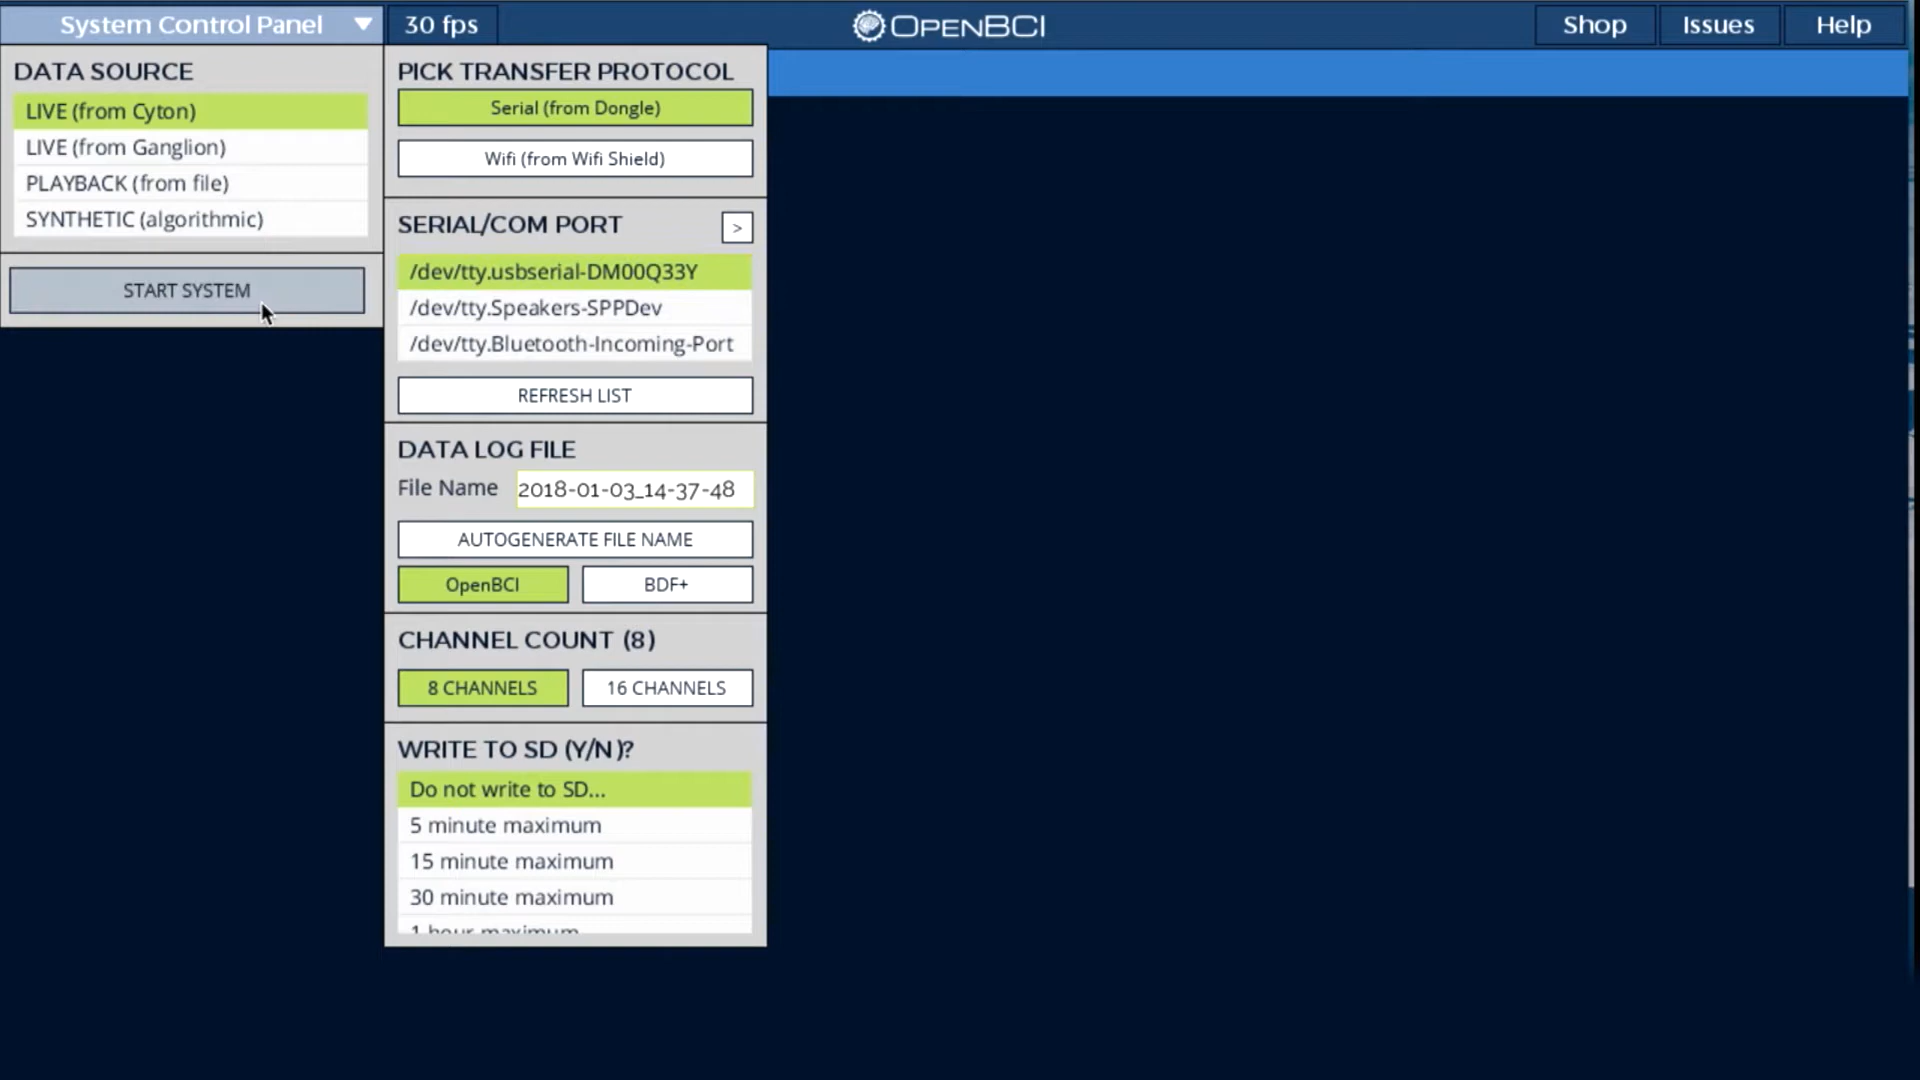 System Control Panel
30 fps
OPENBCI
Shop
Issues
Help
DATA SOURCE
LIVE (from Cyton)
LIVE (from Ganglion)
PLAYBACK (from file)
SYNTHETIC (algorithmic)
START SYSTEM
PICK TRANSFER PROTOCOL
Serial (from Dongle)
Wifi (from Wifi Shield)
SERIAL/COM PORT
>
/dev/tty.usbserial-DM00Q33Y
/dev/tty.Speakers-SPPDev
/dev/tty.Bluetooth-Incoming-Port
REFRESH LIST
DATA LOG FILE
File Name 2018-01-03_14-37-48
AUTOGENERATE FILE NAME
OpenBCI
BDF+
CHANNEL COUNT (8)
8 CHANNELS
16 CHANNELS
WRITE TO SD (Y/N)?
Do not write to SD...
5 minute maximum
15 minute maximum
30 minute maximum
1 hour maximum